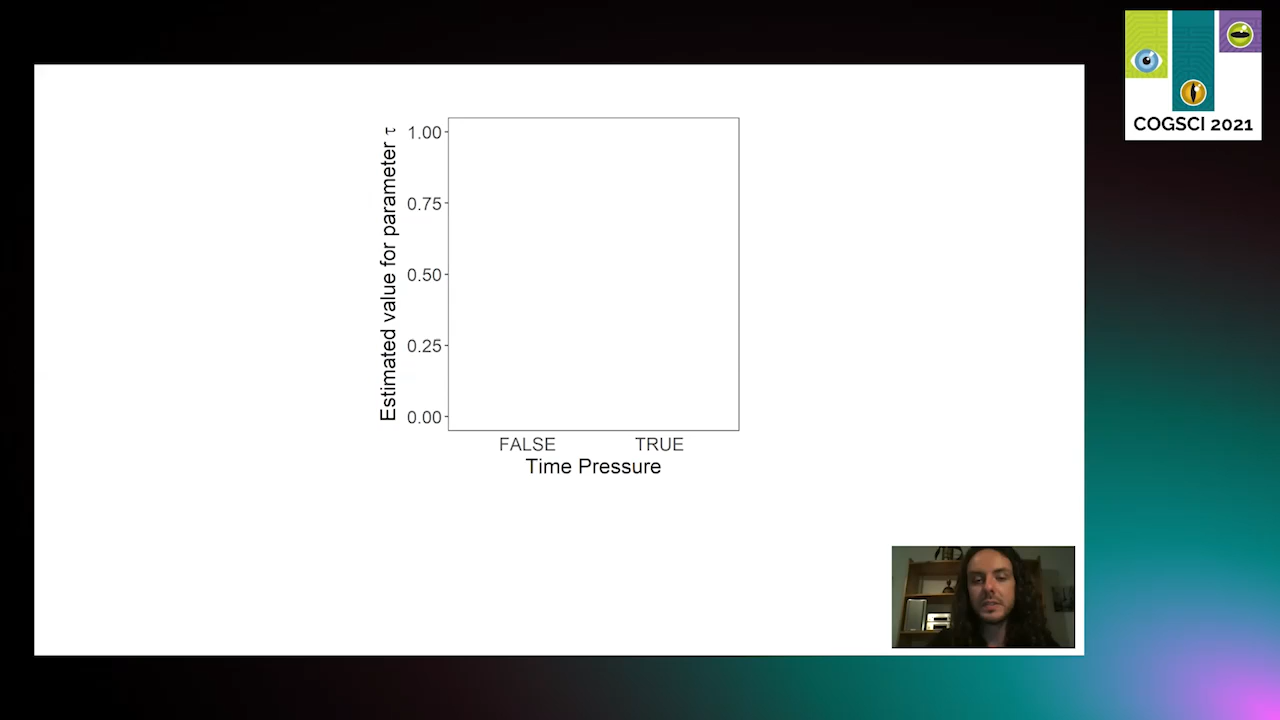 COGSCI 2021
Estimated value for parameter τ
1.00
0.75
0.50
0.25
0.00
FALSE TRUE
Time Pressure